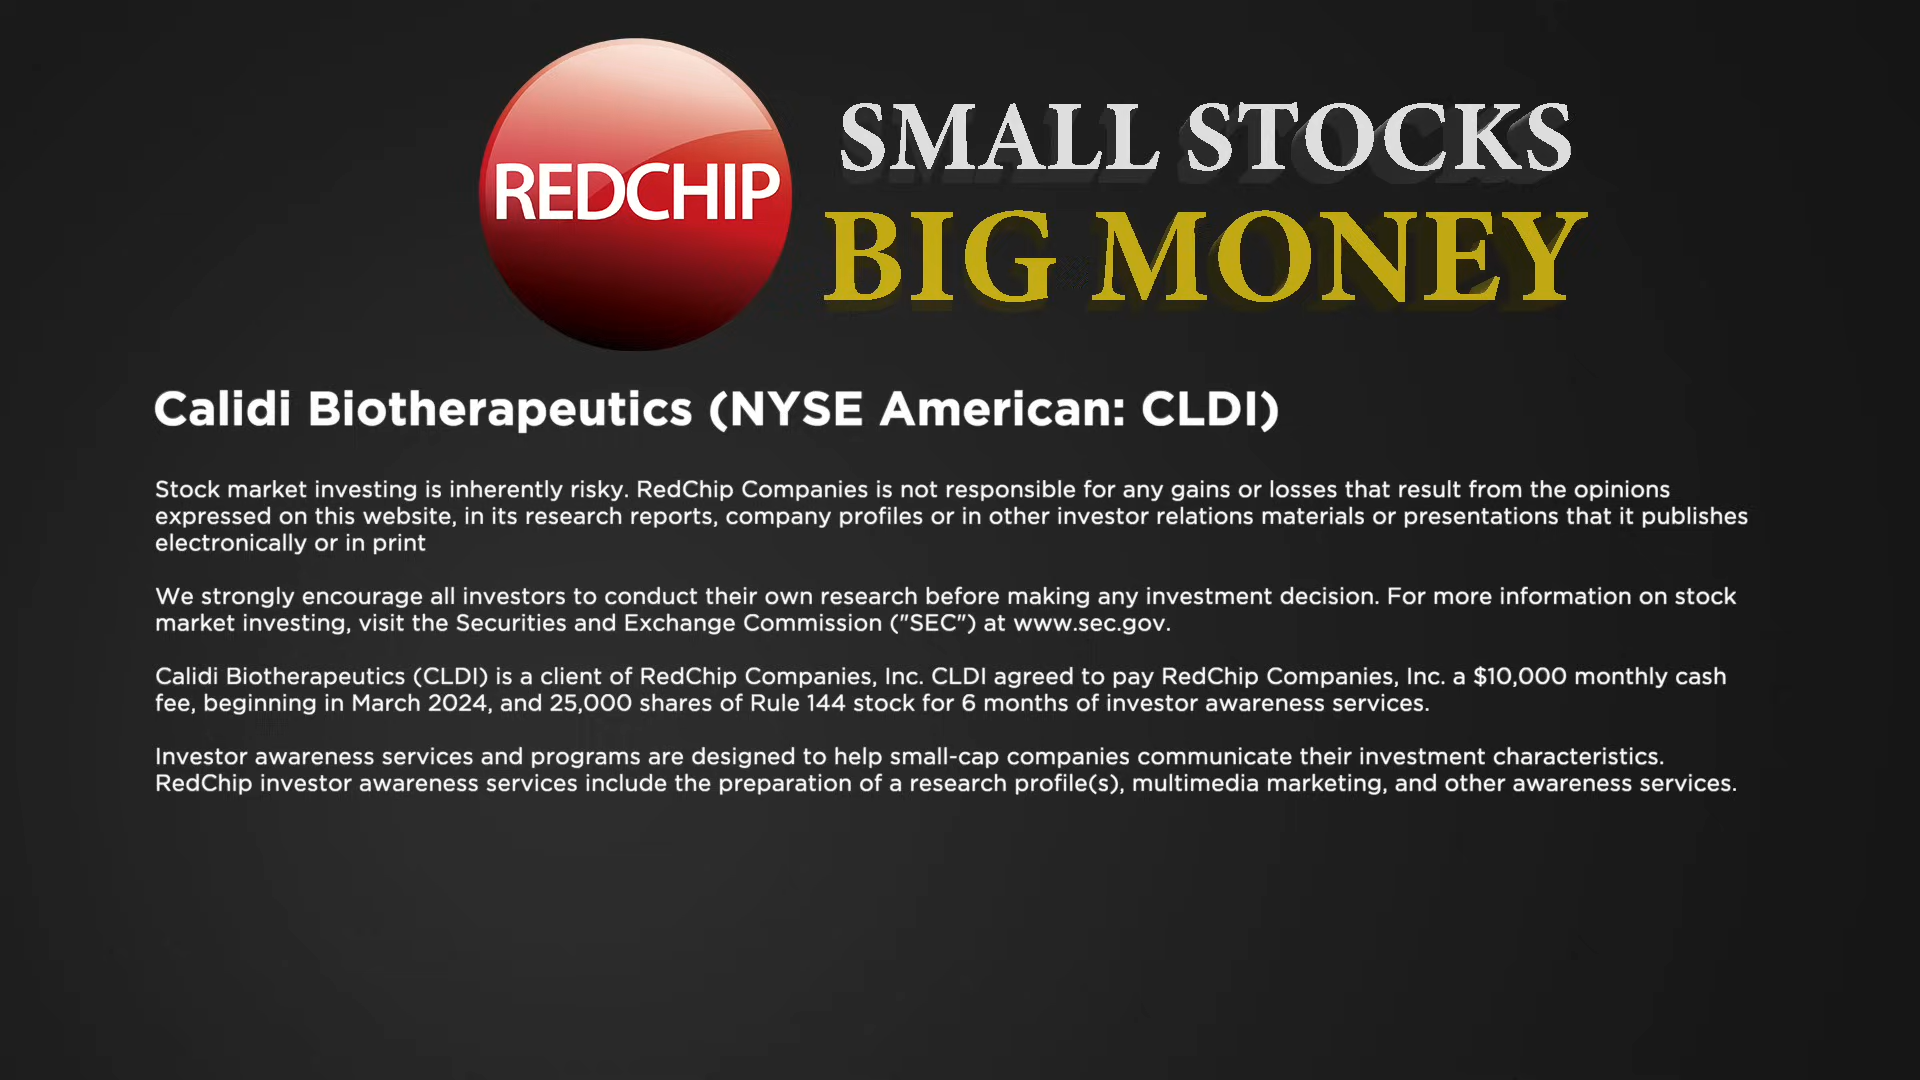 REDCHIP
SMALL STOCKS
BIG MONEY
Calidi Biotherapeutics (NYSE American: CLDI)
Stock market investing is inherently risky. RedChip Companies is not responsible for any gains or losses that result from the opinions
expressed on this website, in its research reports, company profiles or in other investor relations materials or presentations that it publishes
electronically or in print
We strongly encourage all investors to conduct their own research before making any investment decision. For more information on stock
market investing, visit the Securities and Exchange Commission ("SEC") at www.sec.gov.
Calidi Biotherapeutics (CLDI) is a client of RedChip Companies, Inc. CLDI agreed to pay RedChip Companies, Inc. a $10,000 monthly cash
fee, beginning in March 2024, and 25,000 shares of Rule 144 stock for 6 months of investor awareness services.
Investor awareness services and programs are designed to help small-cap companies communicate their investment characteristics.
RedChip investor awareness services include the preparation of a research profile(s), multimedia marketing, and other awareness services.